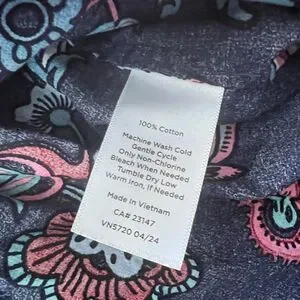 100% Cotton
Machine Wash Cold
Gentle Cycle
Only Non-Chlorine
Bleach When Needed
Tumble Dry Low
Warm Iron, If Needed
Made In Vietnam
CA# 23147
VN5720 04/24